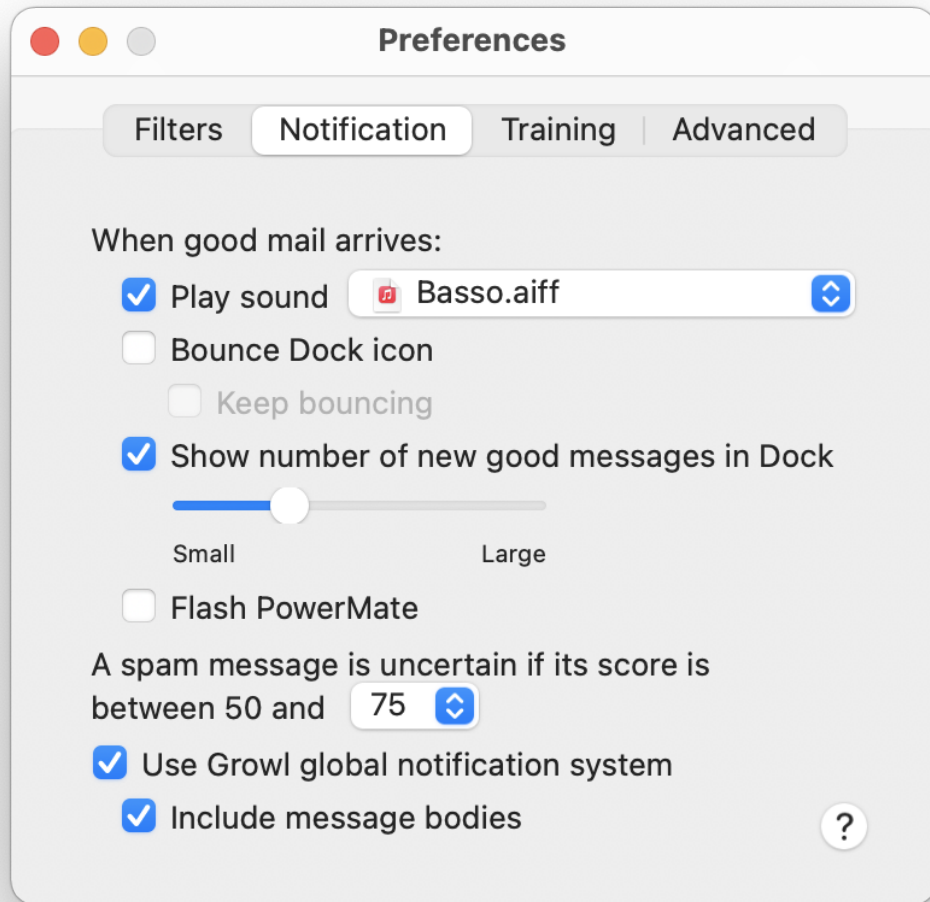 Preferences
Filters Notification Training Advanced
When good mail arrives:
Play sound Basso.aiff
Bounce Dock icon
Keep bouncing
Show number of new good messages in Dock
Small Large
Flash PowerMate
A spam message is uncertain if its score is
between 50 and 75
Use Growl global notification system
Include message bodies
?